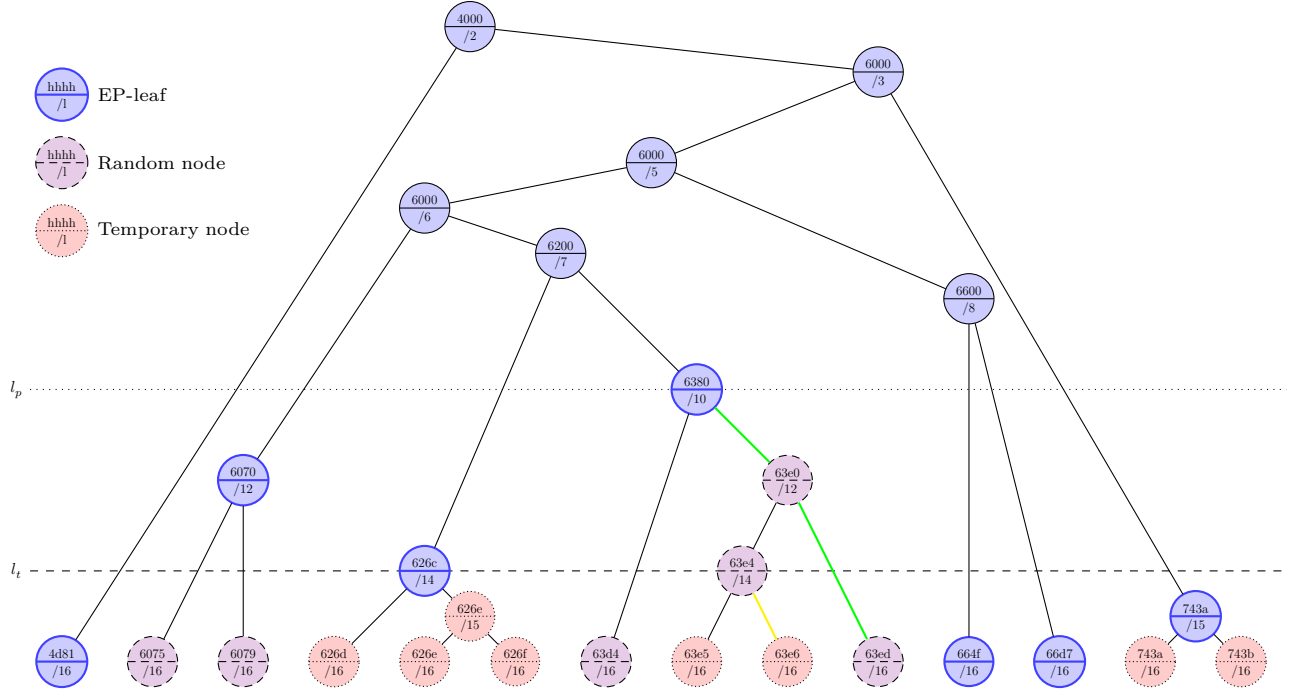 4000
/2
6000
/3
hhhh
/l
EP-leaf
hhhh
/l
Random node
6000
/5
hhhh
/l
Temporary node
6000
/6
6200
/7
6600
/8
l_p
6380
/10
6070
/12
63e0
/12
l_t
626c
/14
63e4
/14
626e
/15
743a
/15
4d81
/16
6075
/16
6079
/16
626d
/16
626e
/16
626f
/16
63d4
/16
63e5
/16
63e6
/16
63ed
/16
664f
/16
66d7
/16
743a
/16
743b
/16